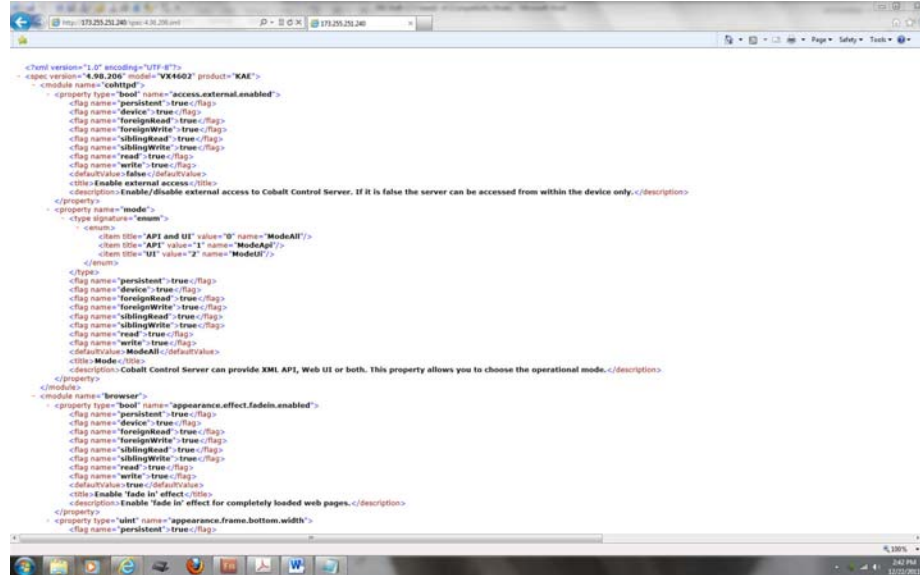 http://173.255.251.240
173.255.251.240
Page Safety Tools
<?xml version="1.0" encoding="UTF-8"?>
- <spec version="4.98.206" model="VX4602" product="KAE">
- <module name="cohttpd">
- <property type="bool" name="access.external.enabled">
<flag name="persistent">true</flag>
<flag name="device">true</flag>
<flag name="foreignRead">true</flag>
<flag name="foreignWrite">true</flag>
<flag name="siblingRead">true</flag>
<flag name="siblingWrite">true</flag>
<flag name="read">true</flag>
<flag name="write">true</flag>
<defaultValue>false</defaultValue>
<title>Enable external access</title>
<description>Enable/disable external access to Cobalt Control Server. If it is false the server can be accessed from within the device only.</description>
</property>
- <property name="mode">
- <type signature="enum">
- <enum>
<item title="API and UI" value="0" name="ModeAll"/>
<item title="API" value="1" name="ModeApi"/>
<item title="UI" value="2" name="ModeUi"/>
</enum>
</type>
<flag name="persistent">true</flag>
<flag name="device">true</flag>
<flag name="foreignRead">true</flag>
<flag name="foreignWrite">true</flag>
<flag name="siblingRead">true</flag>
<flag name="siblingWrite">true</flag>
<flag name="read">true</flag>
<flag name="write">true</flag>
<defaultValue>ModeAll</defaultValue>
<title>Mode</title>
<description>Cobalt Control Server can provide XML API, Web UI or both. This property allows you to choose the operational mode.</description>
</property>
</module>
- <module name="browser">
- <property type="bool" name="appearance.effect.fadein.enabled">
<flag name="persistent">true</flag>
<flag name="device">true</flag>
<flag name="foreignRead">true</flag>
<flag name="foreignWrite">true</flag>
<flag name="siblingRead">true</flag>
<flag name="siblingWrite">true</flag>
<flag name="read">true</flag>
<flag name="write">true</flag>
<defaultValue>true</defaultValue>
<title>Enable 'fade in' effect</title>
<description>Enable 'fade in' effect for completely loaded web pages.</description>
</property>
- <property type="uint" name="appearance.frame.bottom.width">
<flag name="persistent">true</flag>
100%
2:42 PM